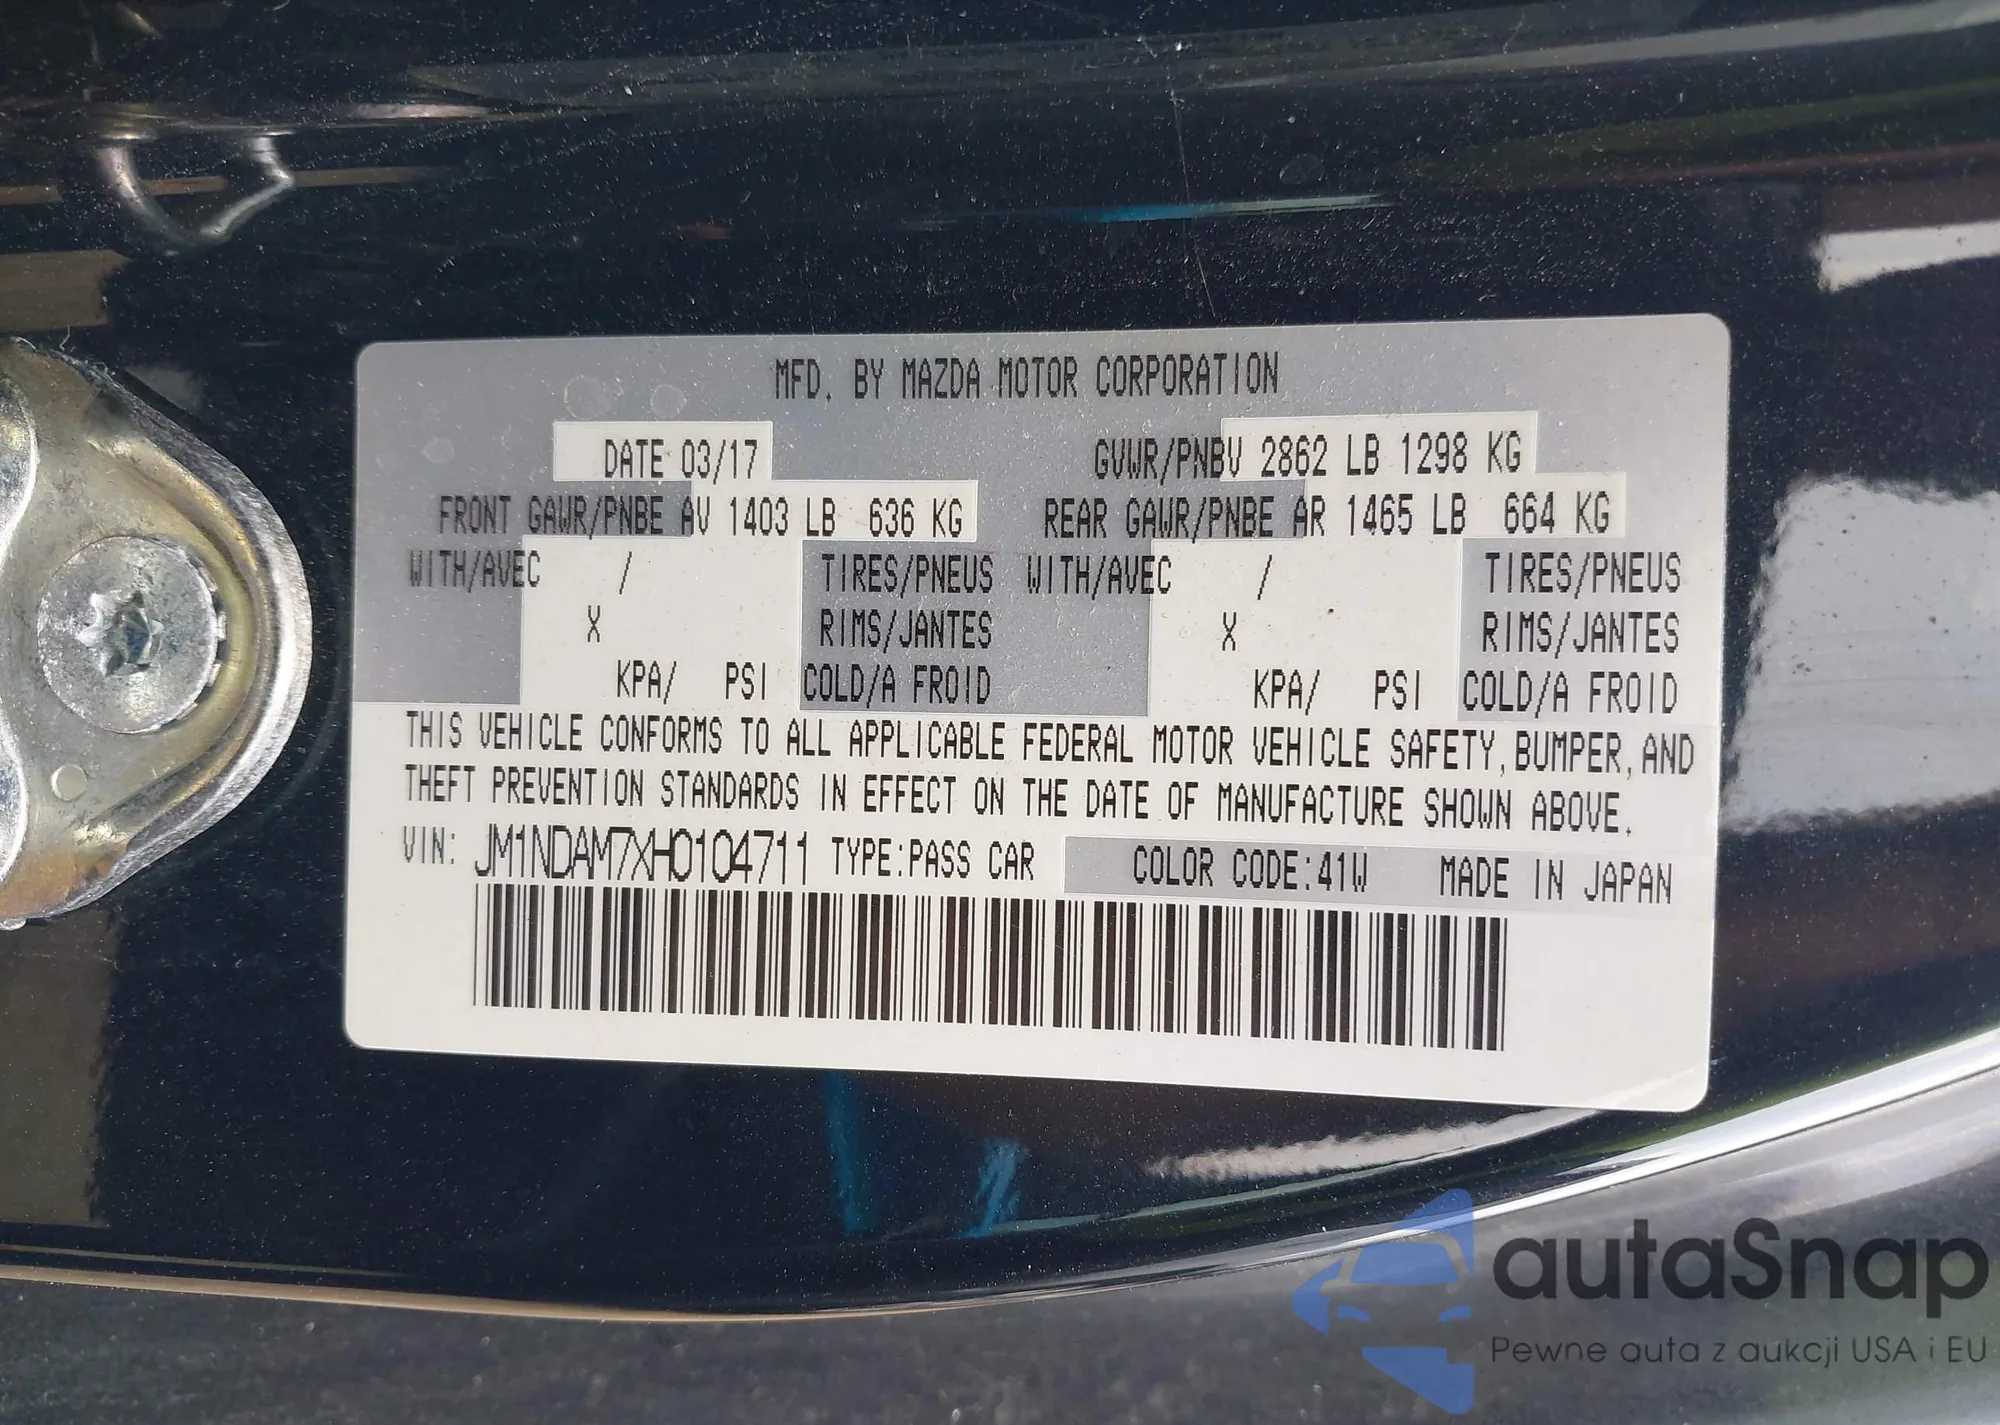 MFD. BY MAZDA MOTOR CORPORATION
DATE 03/17 GVWR/PNBV 2862 LB 1298 KG
FRONT GAWR/PNBE AV 1403 LB 636 KG REAR GAWR/PNBE AR 1465 LB 664 KG
WITH/AVEC / TIRES/PNEUS WITH/AVEC / TIRES/PNEUS
X RIMS/JANTES X RIMS/JANTES
KPA/ PSI COLD/A FROID KPA/ PSI COLD/A FROID
THIS VEHICLE CONFORMS TO ALL APPLICABLE FEDERAL MOTOR VEHICLE SAFETY, BUMPER, AND
THEFT PREVENTION STANDARDS IN EFFECT ON THE DATE OF MANUFACTURE SHOWN ABOVE.
VIN: JM1NDAM7XH0104711 TYPE:PASS CAR COLOR CODE:41W MADE IN JAPAN
autaSnap
Pewne auta z aukcji USA i EU